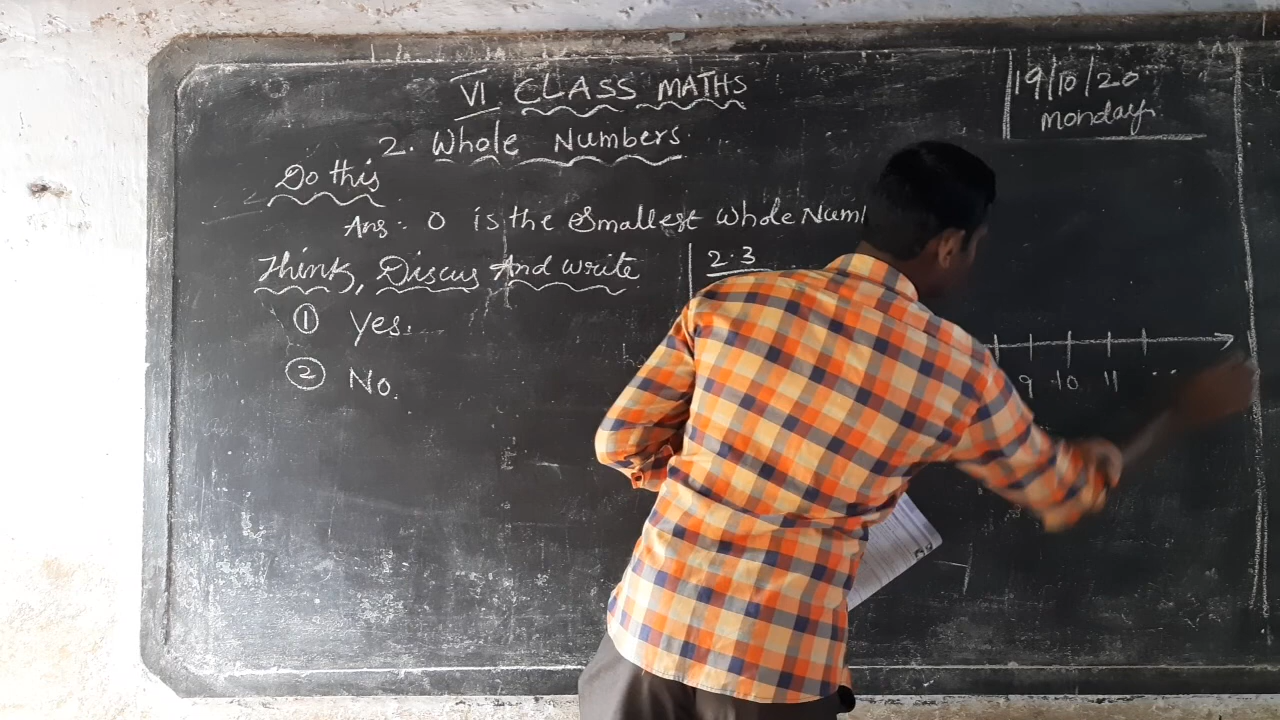 VI CLASS MATHS
19/10/20
Monday
2. Whole Numbers
Do this
Ans: 0 is the Smallest Whole Num
Think, Discus And write
① Yes.
② No.
2.3
9 10 11 ...